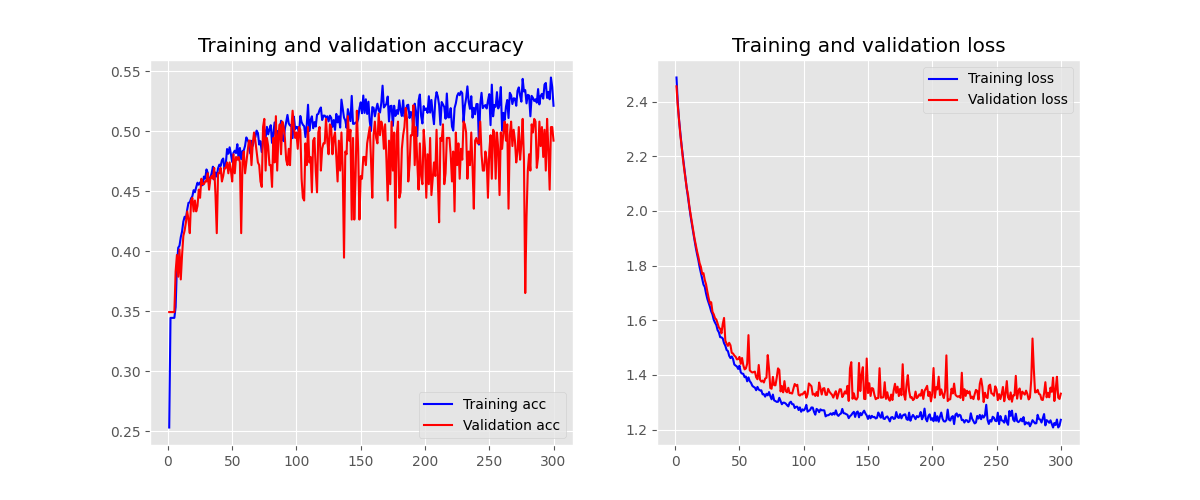 Training and validation accuracy
0.55
0.50
0.45
0.40
0.35
0.30
0.25
0 50 100 150 200 250 300
Training acc
Validation acc
Training and validation loss
2.4
2.2
2.0
1.8
1.6
1.4
1.2
0 50 100 150 200 250 300
Training loss
Validation loss